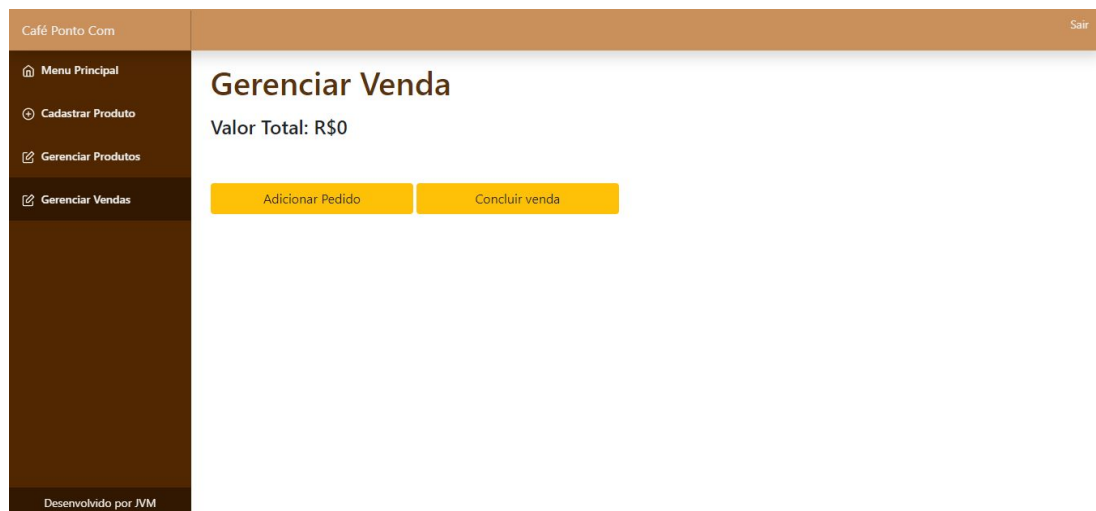 Café Ponto Com
Sair
Menu Principal
Cadastrar Produto
Gerenciar Produtos
Gerenciar Vendas
Gerenciar Venda
Valor Total: R$0
Adicionar Pedido
Concluir venda
Desenvolvido por JVM